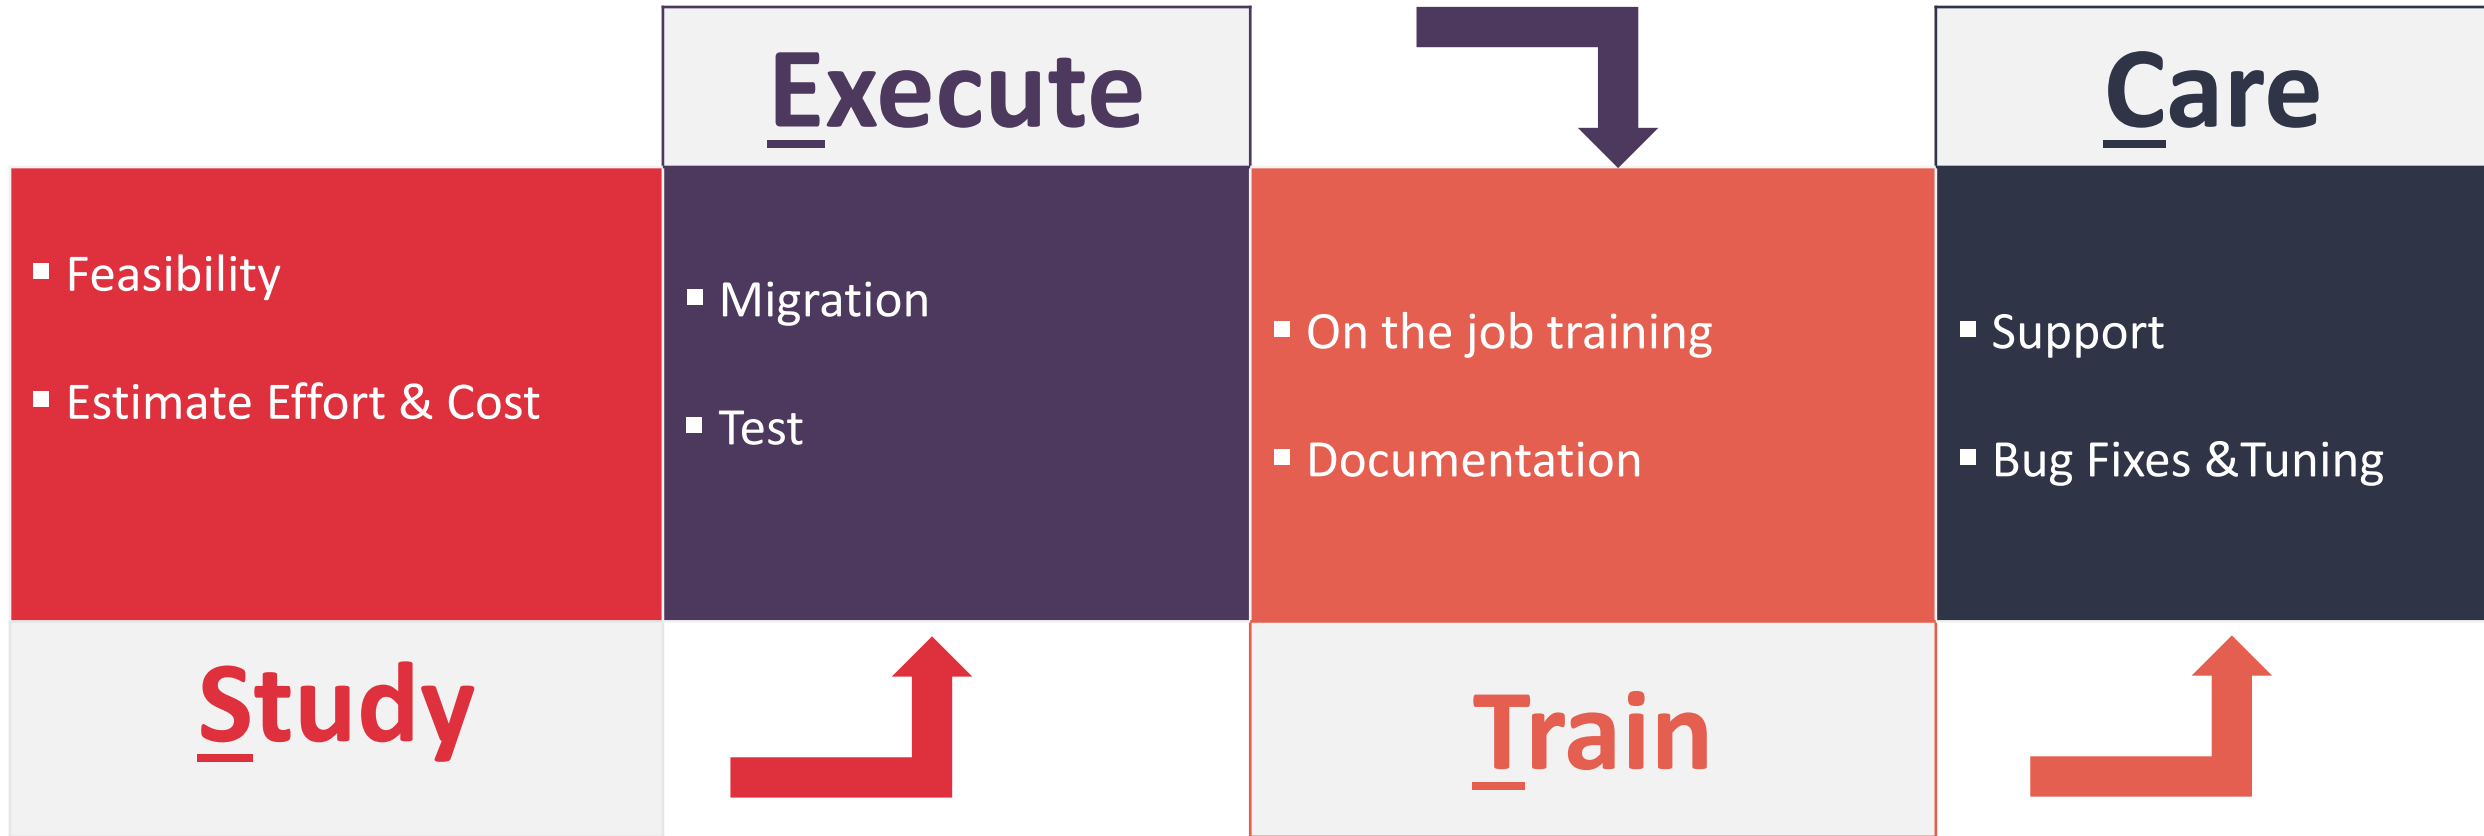 Execute
Care
▪ Feasibility
▪ Estimate Effort & Cost
▪ Migration
▪ Test
▪ On the job training
▪ Documentation
▪ Support
▪ Bug Fixes &Tuning
Study
Train